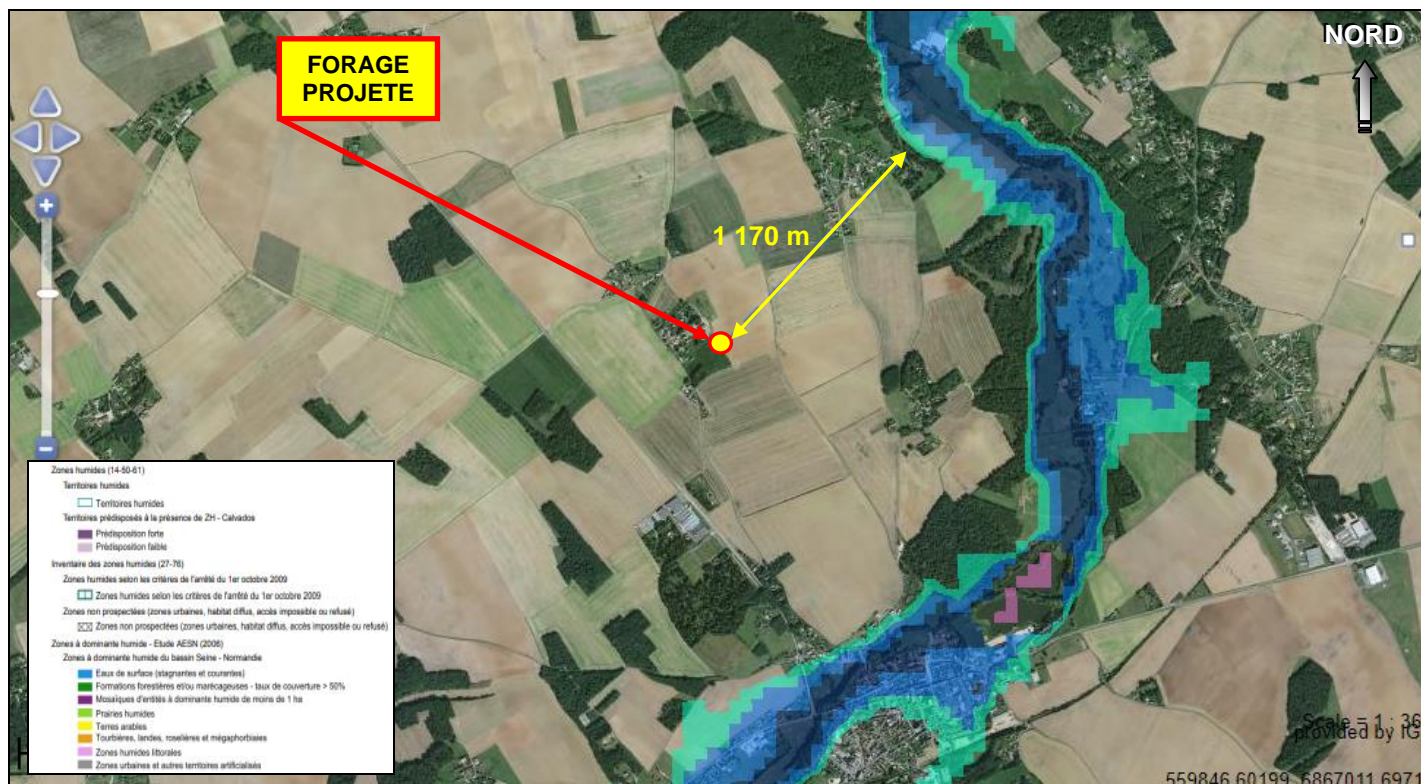 FORAGE
PROJETE
NORD
1 170 m
Zones humides (14-50-61)
Territoires humides
Territoires humides
Territoires prédisposés à la présence de ZH - Calvados
Prédisposition forte
Prédisposition faible
Inventaire des zones humides (27-76)
Zones humides selon les critères de l'arrêté du 1er octobre 2009
Zones humides selon les critères de l'arrêté du 1er octobre 2009
Zones non prospectées (zones urbaines, habitat diffus, accès impossible ou refusé)
Zones non prospectées (zones urbaines, habitat diffus, accès impossible ou refusé)
Zones à dominante humide - Etude AESN (2006)
Zones à dominante humide du bassin Seine - Normandie
Eaux de surface (stagnantes et courantes)
Formations forestières et/ou marécageuses - taux de couverture > 50%
Mosaïques d'entités à dominante humide de moins de 1 ha
Prairies humides
Terres arables
Tourbières, landes, roselières et mégaphorbiaies
Zones humides littorales
Zones urbaines et autres territoires artificialisés
Scale = 1 : 36
provided by IG
559846.60199, 6867011.697